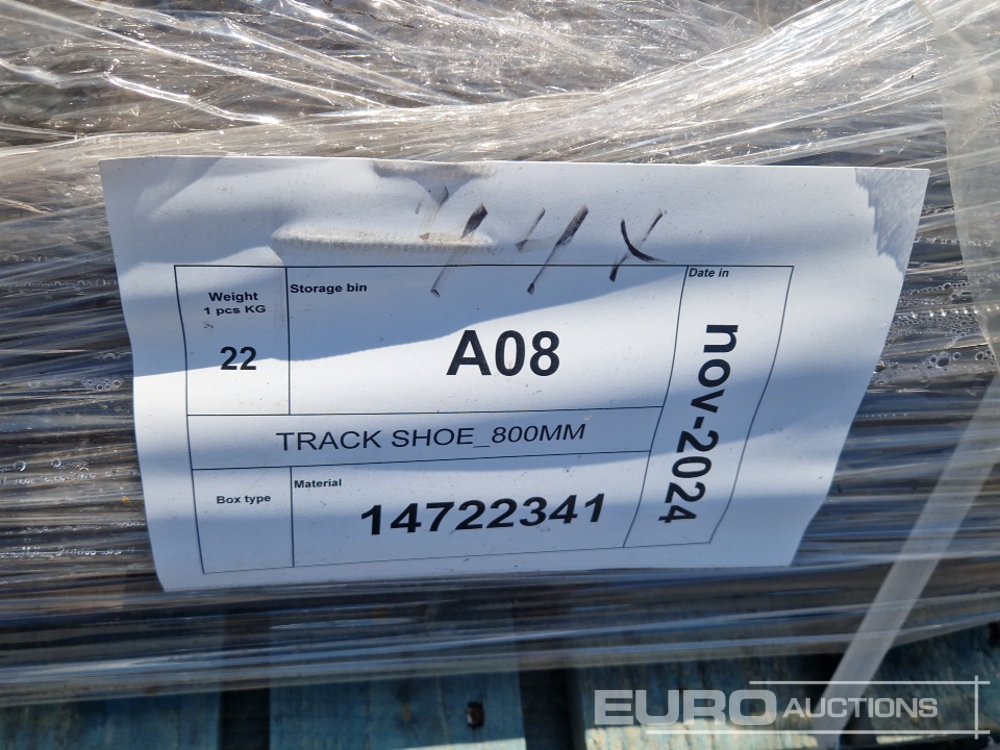 Weight
1 pcs KG
22
Storage bin
A08
Date in
nov-2024
TRACK SHOE_800MM
Box type
Material
14722341
EURO AUCTIONS